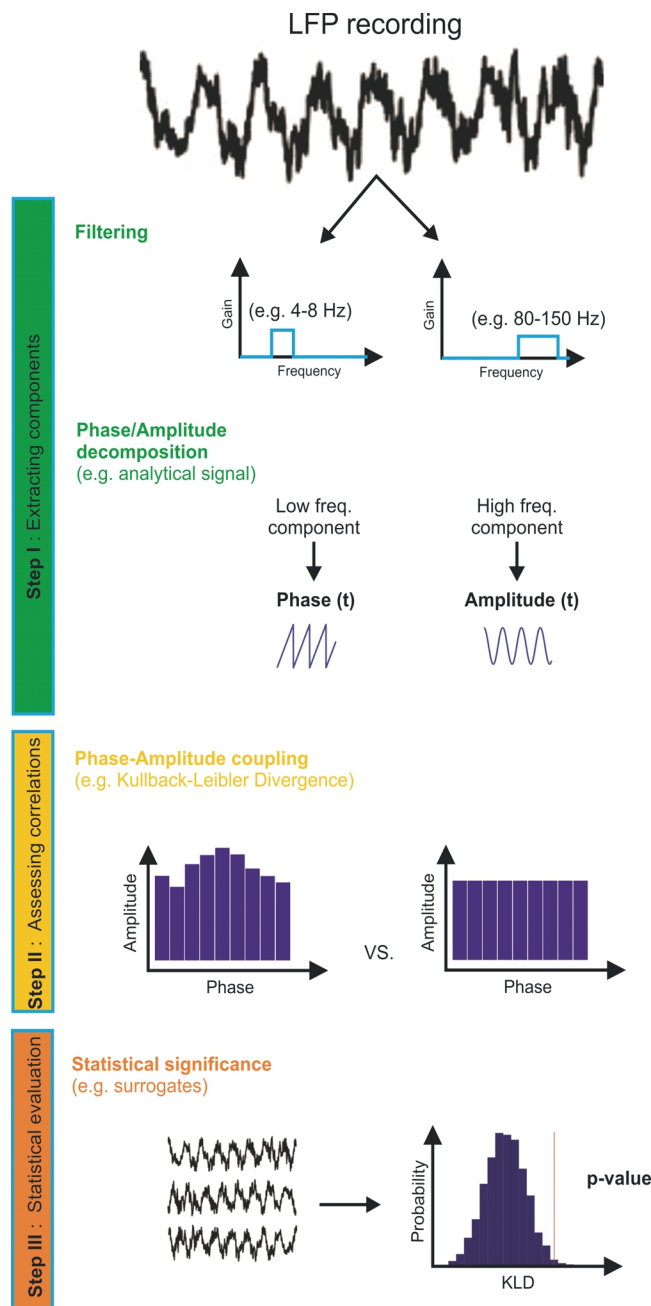 LFP recording
Step I : Extracting components
Filtering
(e.g. 4-8 Hz)
Gain
Frequency
(e.g. 80-150 Hz)
Gain
Frequency
Phase/Amplitude
decomposition
(e.g. analytical signal)
Low freq.
component
Phase (t)
High freq.
component
Amplitude (t)
Step II : Assessing correlations
Phase-Amplitude coupling
(e.g. Kullback-Leibler Divergence)
Amplitude
Phase
VS.
Amplitude
Phase
Step III : Statistical evaluation
Statistical significance
(e.g. surrogates)
Probability
KLD
p-value